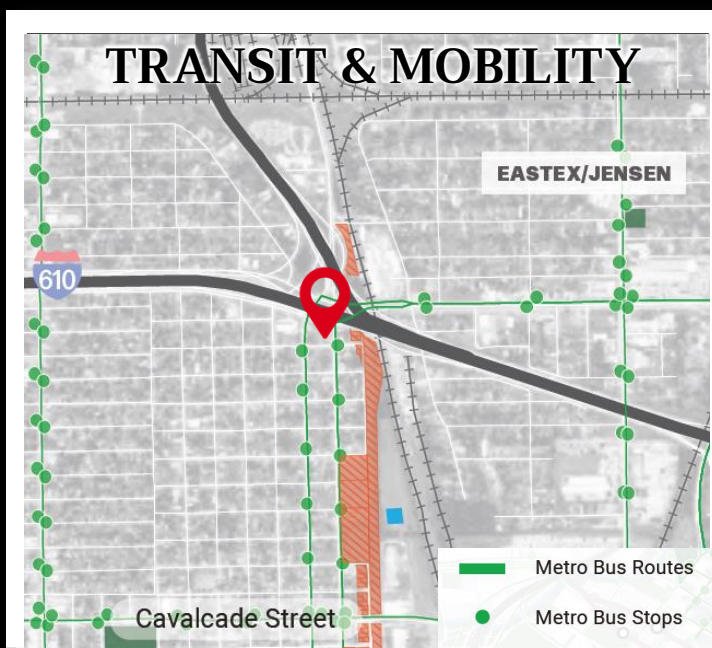 TRANSIT & MOBILITY
EASTEX/JENSEN
610
Metro Bus Routes
Cavalcade Street
Metro Bus Stops